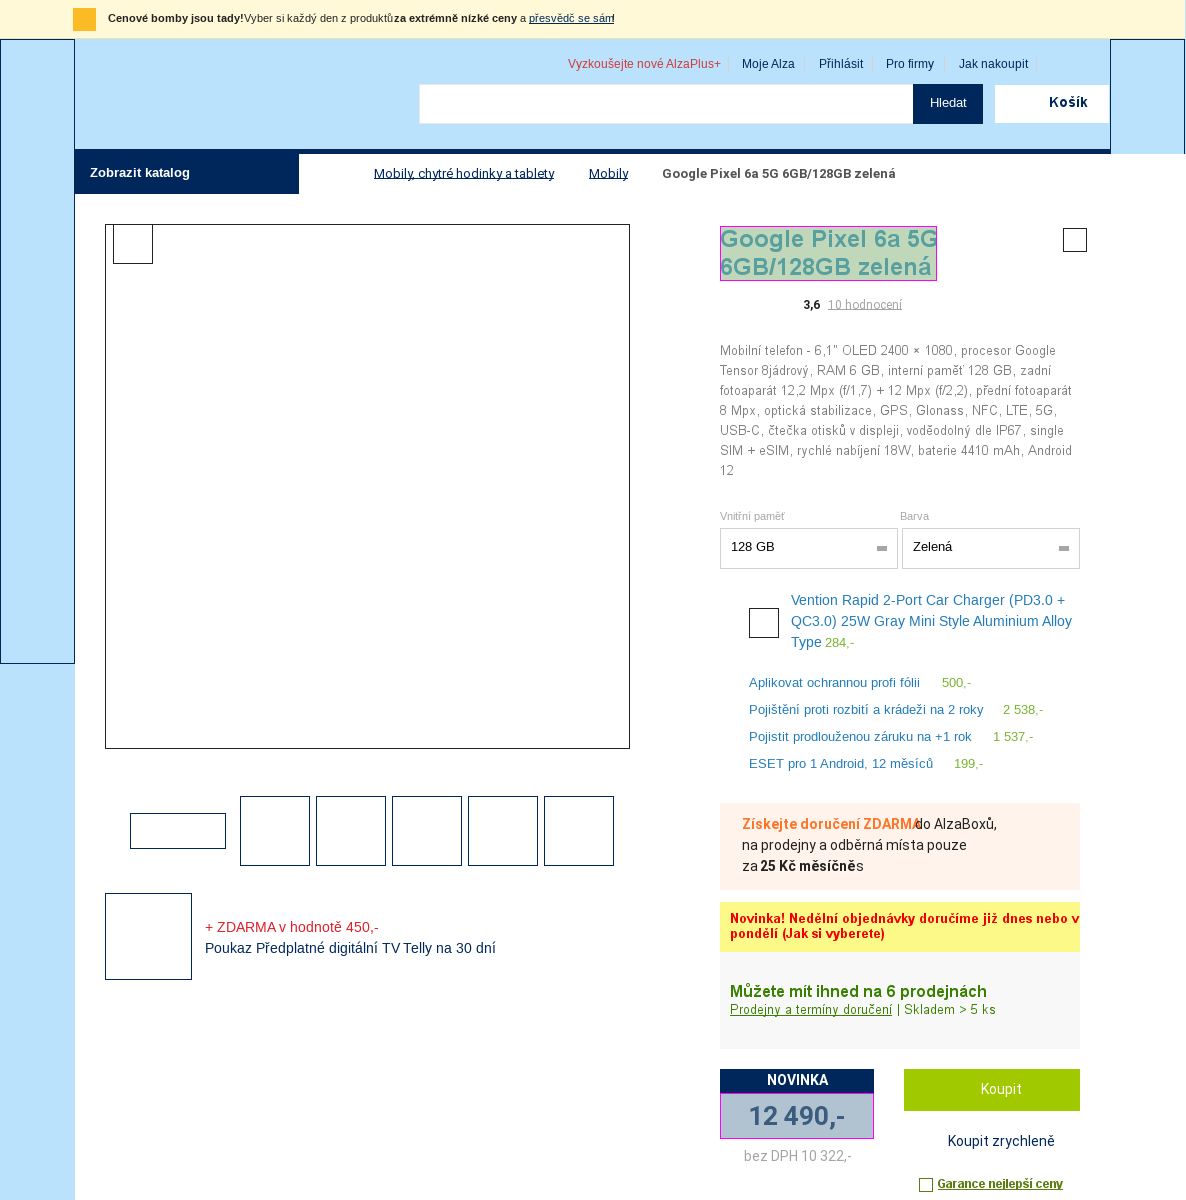 Cenové bomby jsou tady!Vyber si každý den z produktů za extrémně nízké ceny a přesvědč se sám!
Vyzkoušejte nové AlzaPlus+ Moje Alza Přihlásit Pro firmy Jak nakoupit
Hledat Košík
Zobrazit katalog Mobily, chytré hodinky a tablety Mobily Google Pixel 6a 5G 6GB/128GB zelená
Google Pixel 6a 5G
6GB/128GB zelená
3,6 10 hodnocení
Mobilní telefon - 6,1" OLED 2400 × 1080, procesor Google
Tensor 8jádrový, RAM 6 GB, interní paměť 128 GB, zadní
fotoaparát 12,2 Mpx (f/1,7) + 12 Mpx (f/2,2), přední fotoaparát
8 Mpx, optická stabilizace, GPS, Glonass, NFC, LTE, 5G,
USB-C, čtečka otisků v displeji, voděodolný dle IP67, single
SIM + eSIM, rychlé nabíjení 18W, baterie 4410 mAh, Android
12
Vnitřní paměť Barva
128 GB Zelená
Vention Rapid 2-Port Car Charger (PD3.0 +
QC3.0) 25W Gray Mini Style Aluminium Alloy
Type 284,-
Aplikovat ochrannou profi fólii 500,-
Pojištění proti rozbití a krádeži na 2 roky 2 538,-
Pojistit prodlouženou záruku na +1 rok 1 537,-
ESET pro 1 Android, 12 měsíců 199,-
Získejte doručení ZDARMA do AlzaBoxů,
na prodejny a odběrná místa pouze
za 25 Kč měsíčně s
+ ZDARMA v hodnotě 450,-
Poukaz Předplatné digitální TV Telly na 30 dní
Novinka! Nedělní objednávky doručíme již dnes nebo v
pondělí (Jak si vyberete)
Můžete mít ihned na 6 prodejnách
Prodejny a termíny doručení | Skladem > 5 ks
NOVINKA
12 490,-
bez DPH 10 322,-
Koupit
Koupit zrychleně
Garance nejlepší ceny